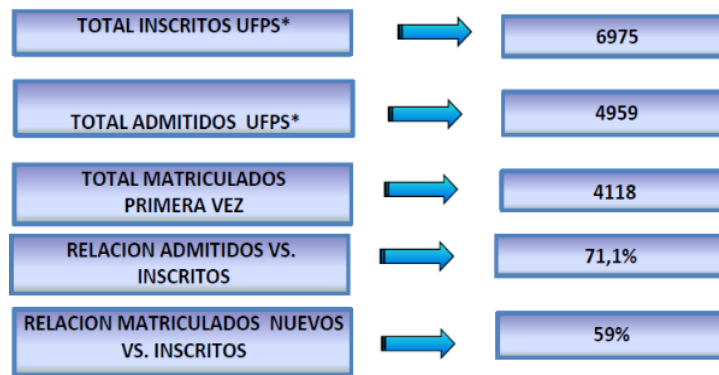 TOTAL INSCRITOS UFPS*
6975
TOTAL ADMITIDOS UFPS*
4959
TOTAL MATRICULADOS
PRIMERA VEZ
4118
RELACION ADMITIDOS VS.
INSCRITOS
71,1%
RELACION MATRICULADOS NUEVOS
VS. INSCRITOS
59%